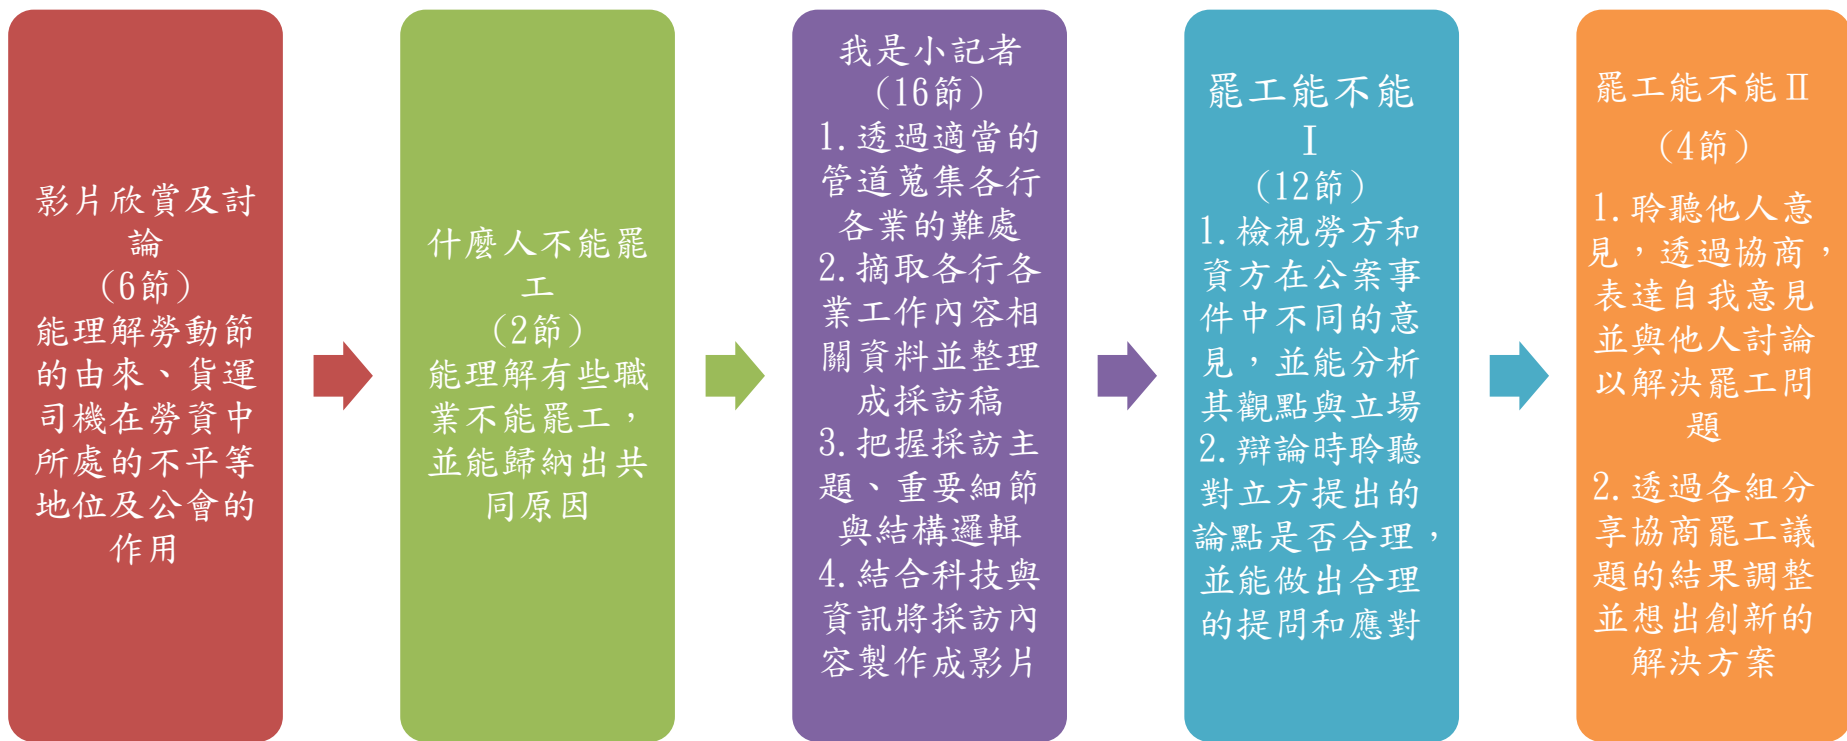 影片欣賞及討
論
(6節)
能理解勞動節
的由來、貨運
司機在勞資中
所處的不平等
地位及公會的
作用
什麼人不能罷
工
(2節)
能理解有些職
業不能罷工，
並能歸納出共
同原因
我是小記者
(16節)
1.透過適當的
管道蒐集各行
各業的難處
2.摘取各行各
業工作內容相
關資料並整理
成採訪稿
3.把握採訪主
題、重要細節
與結構邏輯
4.結合科技與
資訊將採訪內
容製作成影片
罷工能不能
I
(12節)
1.檢視勞方和
資方在公案事
件中不同的意
見，並能分析
其觀點與立場
2.辯論時聆聽
對立方提出的
論點是否合理，
並能做出合理
的提問和應對
罷工能不能Ⅱ
(4節)
1.聆聽他人意
見，透過協商，
表達自我意見
並與他人討論
以解決罷工問
題
2.透過各組分
享協商罷工議
題的結果調整
並想出創新的
解決方案